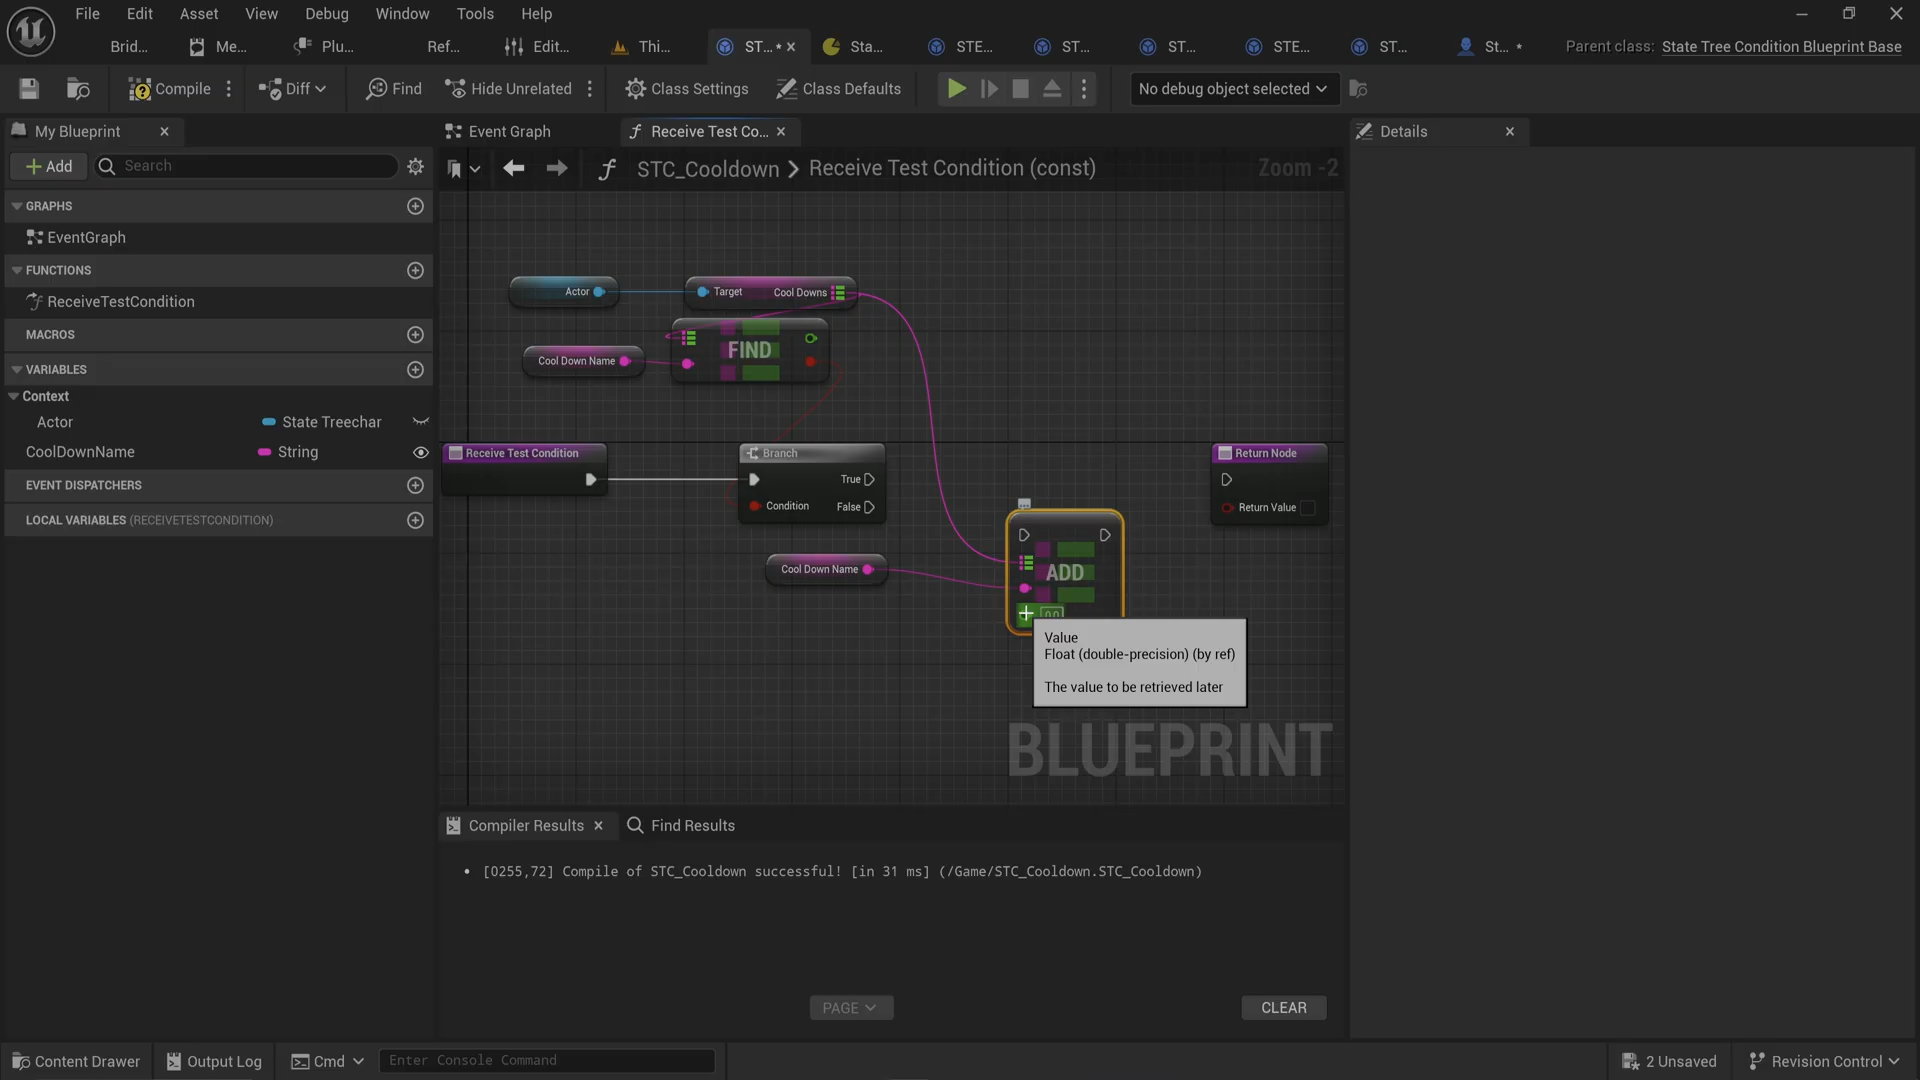 File Edit Asset View Debug Window Tools Help
Brid... Me... Plu... Ref... Edit... Thi... ST... • Sta... STE... ST... ST... STE... ST... St... • Parent class: State Tree Condition Blueprint Base
Compile Diff Find Hide Unrelated Class Settings Class Defaults No debug object selected
My Blueprint Event Graph Receive Test Co... Details
Add Search STC_Cooldown Receive Test Condition (const) Zoom -2
GRAPHS
EventGraph
FUNCTIONS
ReceiveTestCondition
MACROS
VARIABLES
Context
Actor State Treechar
CoolDownName String
EVENT DISPATCHERS
LOCAL VARIABLES (RECEIVETESTCONDITION)
Actor Target Cool Downs
FIND
Cool Down Name
Receive Test Condition Branch Return Node
True
Condition False Return Value
Cool Down Name ADD
0.0
Value
Float (double-precision) (by ref)
The value to be retrieved later
BLUEPRINT
Compiler Results Find Results
• [0255,72] Compile of STC_Cooldown successful! [in 31 ms] (/Game/STC_Cooldown.STC_Cooldown)
PAGE CLEAR
Content Drawer Output Log Cmd Enter Console Command 2 Unsaved Revision Control